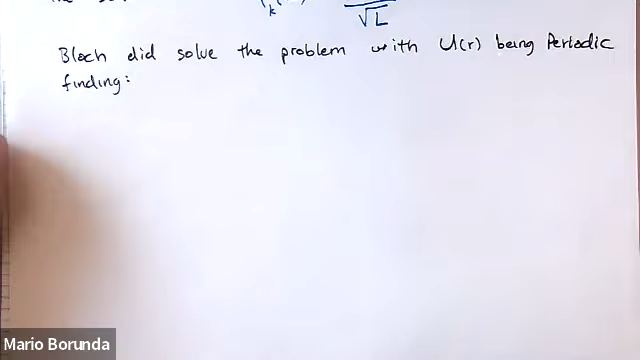 k
√L
Bloch did solve the problem with U(r) being Periodic
finding:
Mario Borunda